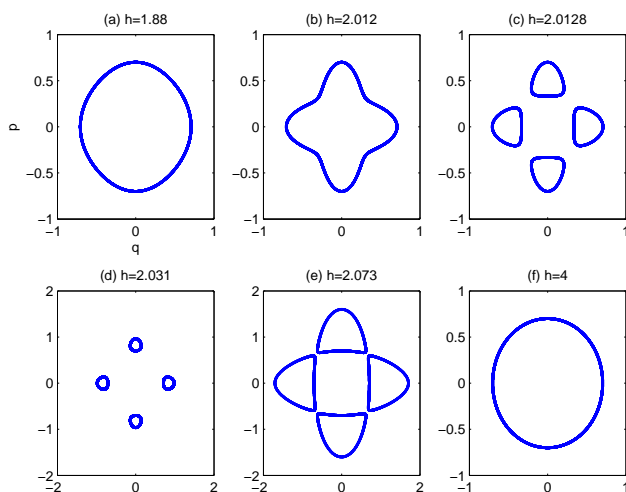 (a) h=1.88 (b) h=2.012 (c) h=2.0128
1 1 1
0.5 0.5 0.5
p 0 0 0
−0.5 −0.5 −0.5
−1 −1 −1
−2 0 2 −1 0 1 −1 0 1
q
(d) h=2.031 (e) h=2.073 (f) h=4
2 2 1
1 1 0.5
0 0 0
−1 −1 −0.5
−2 −2 −1
−2 0 2 −2 0 2 −1 0 1